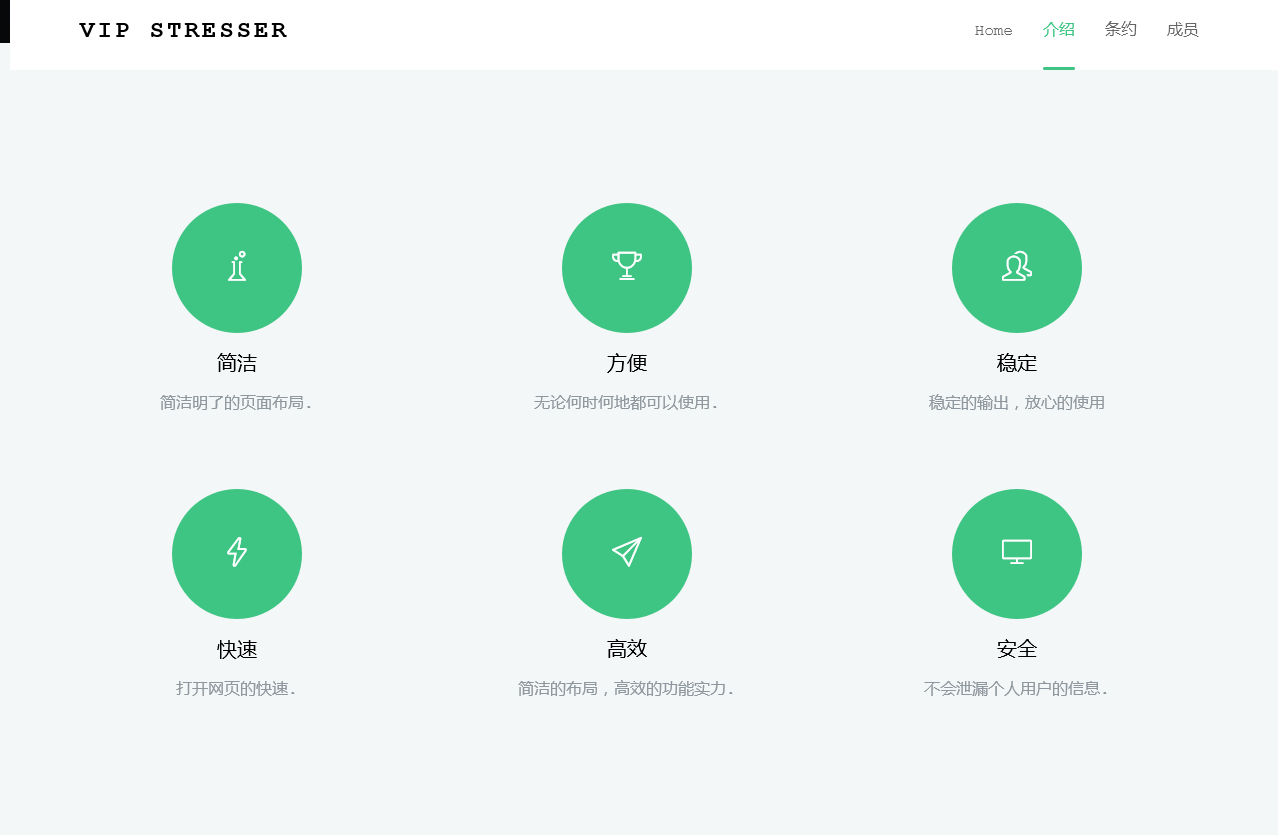 VIP STRESSER
Home 介绍 条约 成员
简洁 方便 稳定
简洁明了的页面布局. 无论何时何地都可以使用. 稳定的输出，放心的使用
快速 高效 安全
打开网页的快速. 简洁的布局，高效的功能实力. 不会泄漏个人用户的信息.